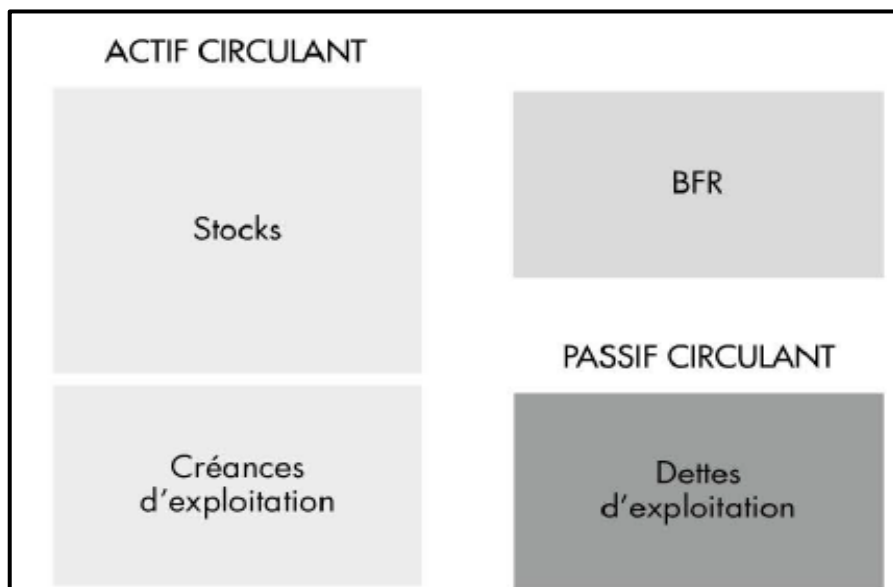 ACTIF CIRCULANT
Stocks
Créances
d'exploitation
BFR
PASSIF CIRCULANT
Dettes
d'exploitation